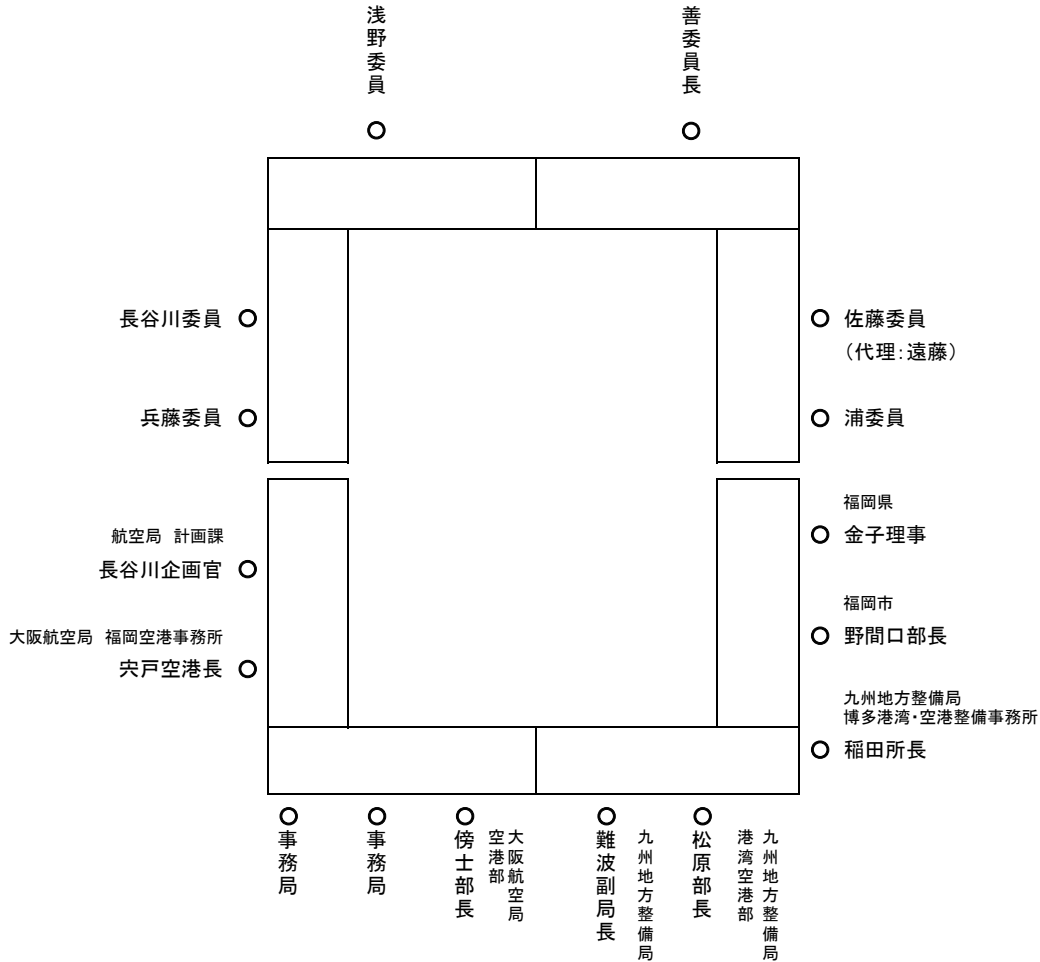 浅野委員
善委員長
長谷川委員
佐藤委員
（代理：遠藤）
兵藤委員
浦委員
航空局　計画課
長谷川企画官
福岡県
金子理事
大阪航空局　福岡空港事務所
宍戸空港長
福岡市
野間口部長
九州地方整備局
博多港湾・空港整備事務所
稲田所長
事務局
事務局
大阪航空局
空港部
傍士部長
九州地方整備局
難波副局長
九州地方整備局
港湾空港部
松原部長